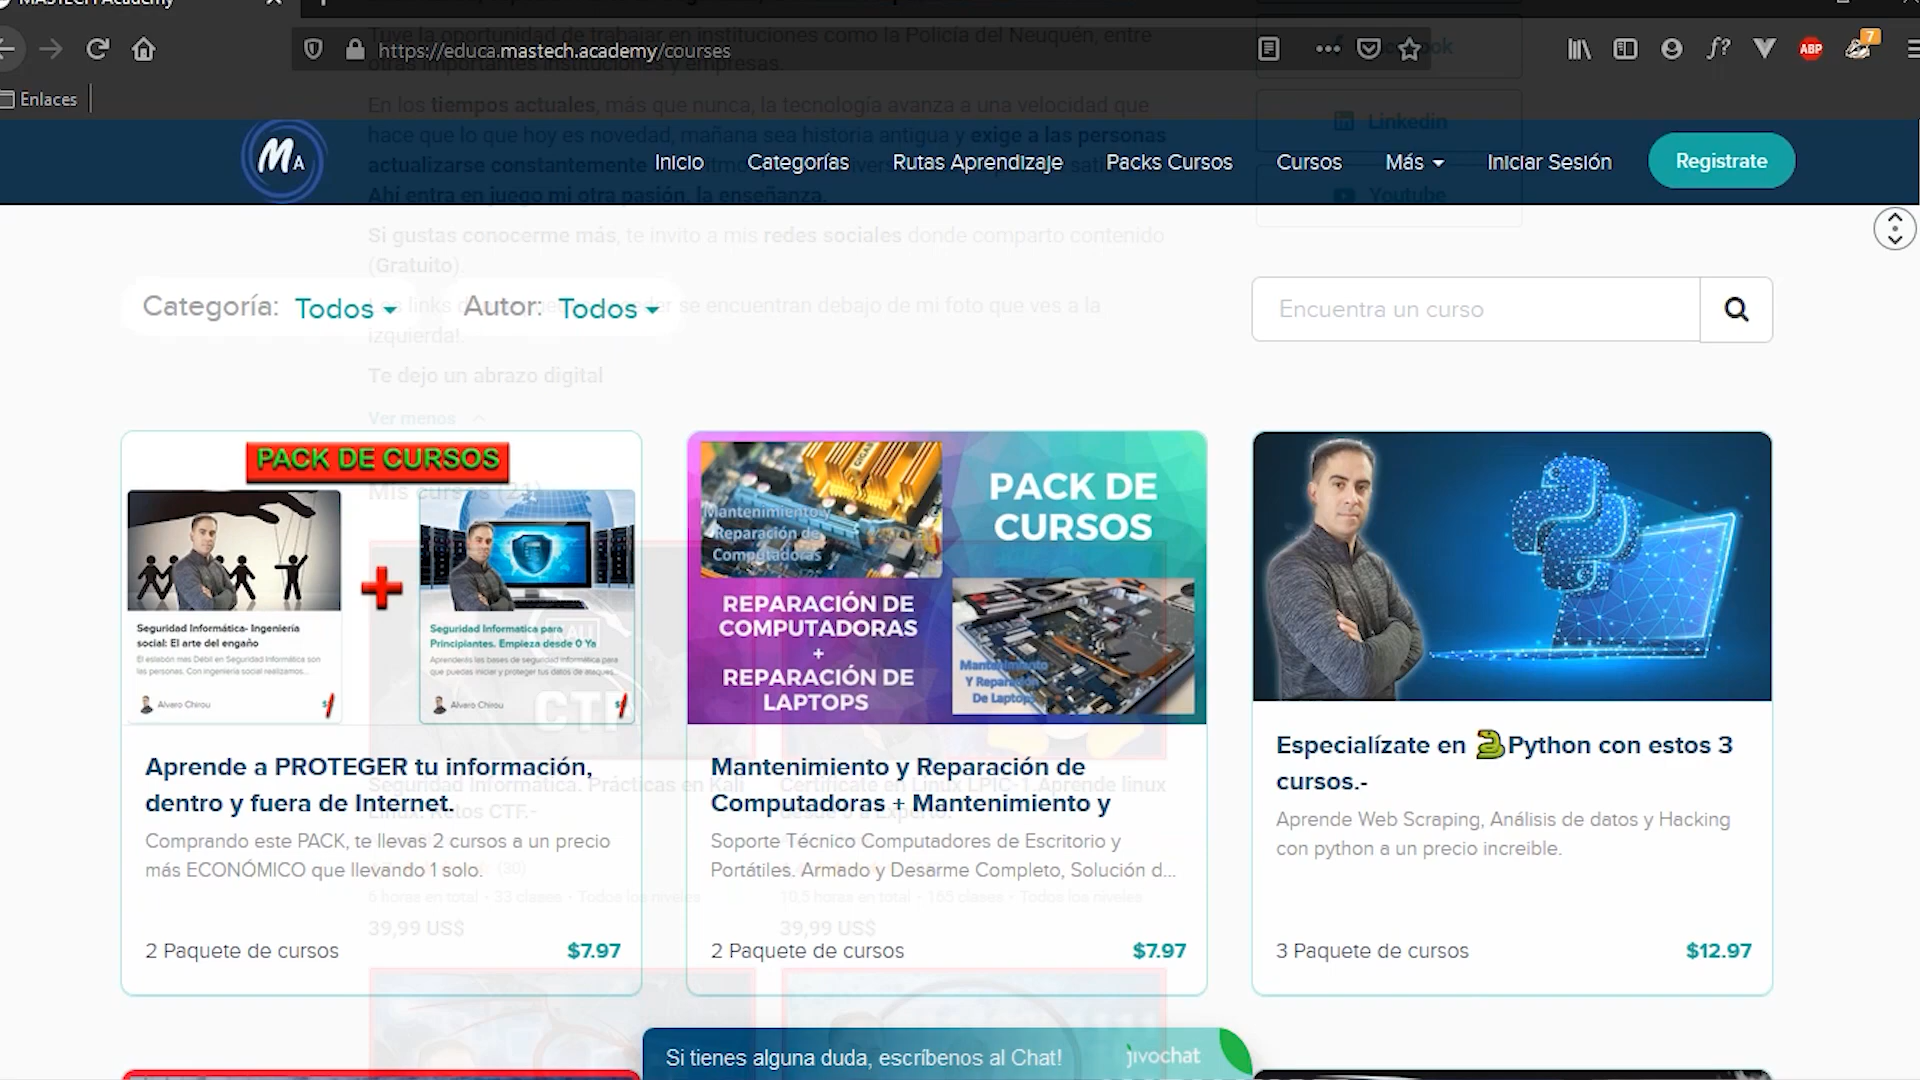 MASTECH Academy
https://educa.mastech.academy/courses
ABP
7
Enlaces
Tuve la oportunidad de trabajar en instituciones como la Policía del Neuquén, entre
otras importantes instituciones y empresas.
En los tiempos actuales, más que nunca, la tecnología avanza a una velocidad que
hace que lo que hoy es novedad, mañana sea historia antigua y exige a las personas
actualizarse constantemente
Ahí entra en juego mi otra pasión, la enseñanza.
Linkedin
Youtube
MA
Inicio
Categorías
Rutas Aprendizaje
Packs Cursos
Cursos
Más
Iniciar Sesión
Registrate
Si gustas conocerme más, te invito a mis redes sociales donde comparto contenido
(Gratuito).
se encuentran debajo de mi foto que ves a la
izquierda!.
Te dejo un abrazo digital
Ver menos
Categoría: Todos
Autor: Todos
Encuentra un curso
Mis cursos (21)
PACK DE CURSOS
Seguridad Informática- Ingeniería
social: El arte del engaño
El eslabón mas Débil en Seguridad Informática son
las personas. Con ingeniería social realizamos...
Alvaro Chirou
Seguridad Informatica para
Principiantes. Empieza desde 0 Ya
Aprenderás las bases de seguridad informática para
que puedas iniciar y proteger tus datos de ataques...
Alvaro Chirou
CTF
Aprende a PROTEGER tu información,
dentro y fuera de Internet.
Comprando este PACK, te llevas 2 cursos a un precio
más ECONÓMICO que llevando 1 solo.
2 Paquete de cursos
$7.97
Mantenimiento y
Reparación de
Computadoras
PACK DE
CURSOS
REPARACIÓN DE
COMPUTADORAS
+
REPARACIÓN DE
LAPTOPS
Mantenimiento
Y Reparación
De Laptops
Mantenimiento y Reparación de
Computadoras + Mantenimiento y
Soporte Técnico Computadores de Escritorio y
Portátiles. Armado y Desarme Completo, Solución d...
2 Paquete de cursos
$7.97
Especialízate en Python con estos 3
cursos.-
Aprende Web Scraping, Análisis de datos y Hacking
con python a un precio increible.
3 Paquete de cursos
$12.97
Seguridad Informática. Prácticas en Kali
Linux. Retos CTF.-
(30)
6 horas en total • 33 clases • Todos los niveles
39,99 US$
Certifícate en Linux LPIC-1.Aprende linux
desde 0 a Experto.
10,5 horas en total • 165 clases • Todos los niveles
39,99 US$
Si tienes alguna duda, escríbenos al Chat!
jivochat